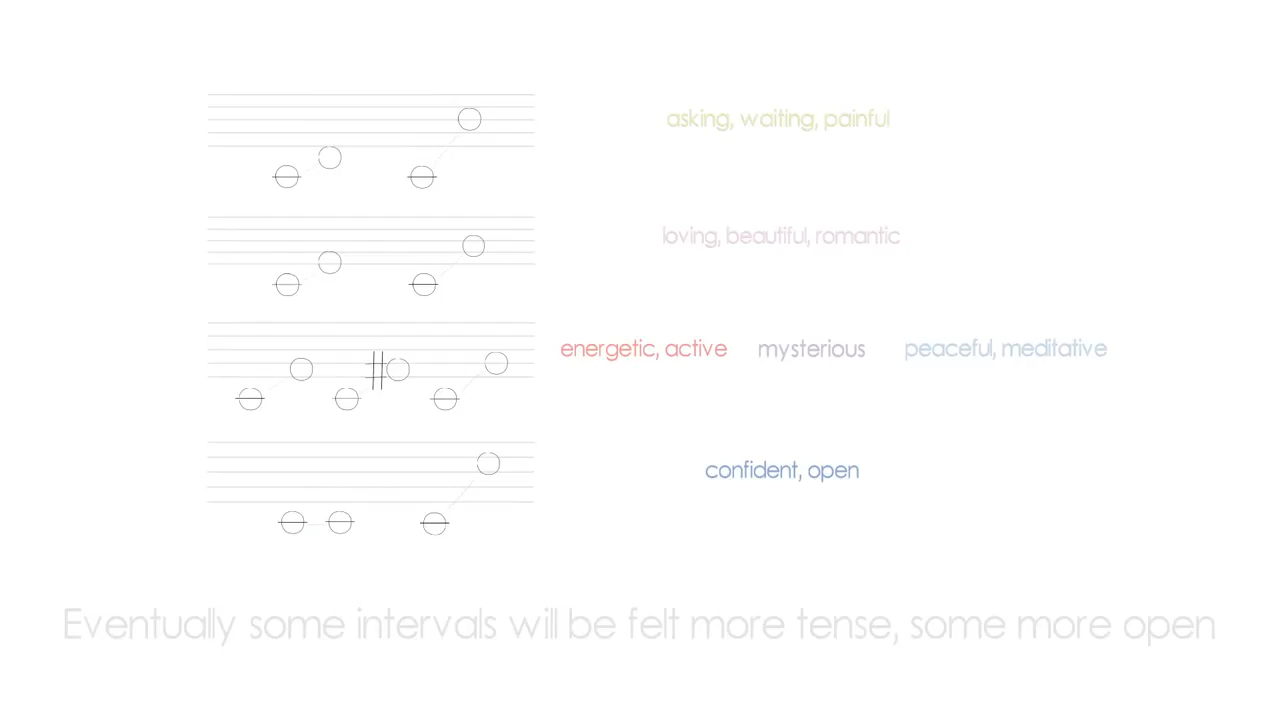 asking, waiting, painful
loving, beautiful, romantic
energetic, active mysterious peaceful, meditative
confident, open
Eventually some intervals will be felt more tense, some more open